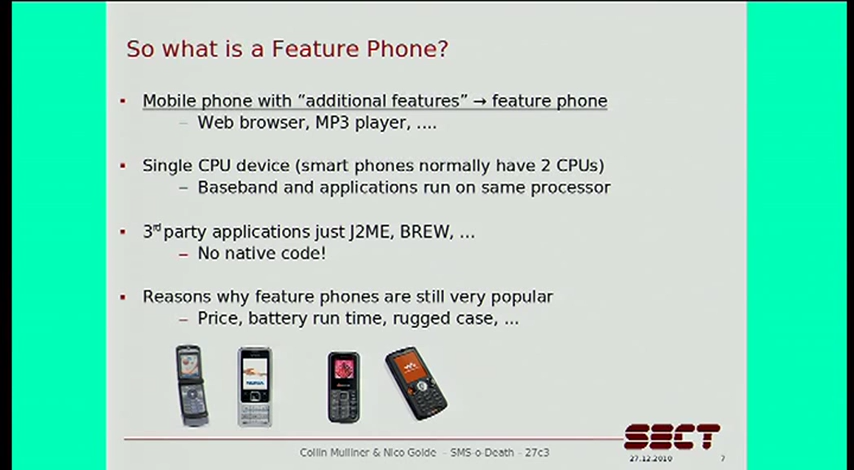 So what is a Feature Phone?
Mobile phone with “additional features” → feature phone
– Web browser, MP3 player, ....
Single CPU device (smart phones normally have 2 CPUs)
– Baseband and applications run on same processor
3rd party applications just J2ME, BREW, ...
– No native code!
Reasons why feature phones are still very popular
– Price, battery run time, rugged case, ...
NOKIA
SECT
Collin Mulliner & Nico Golde - SMS-o-Death - 27c3
27.12.2010
7